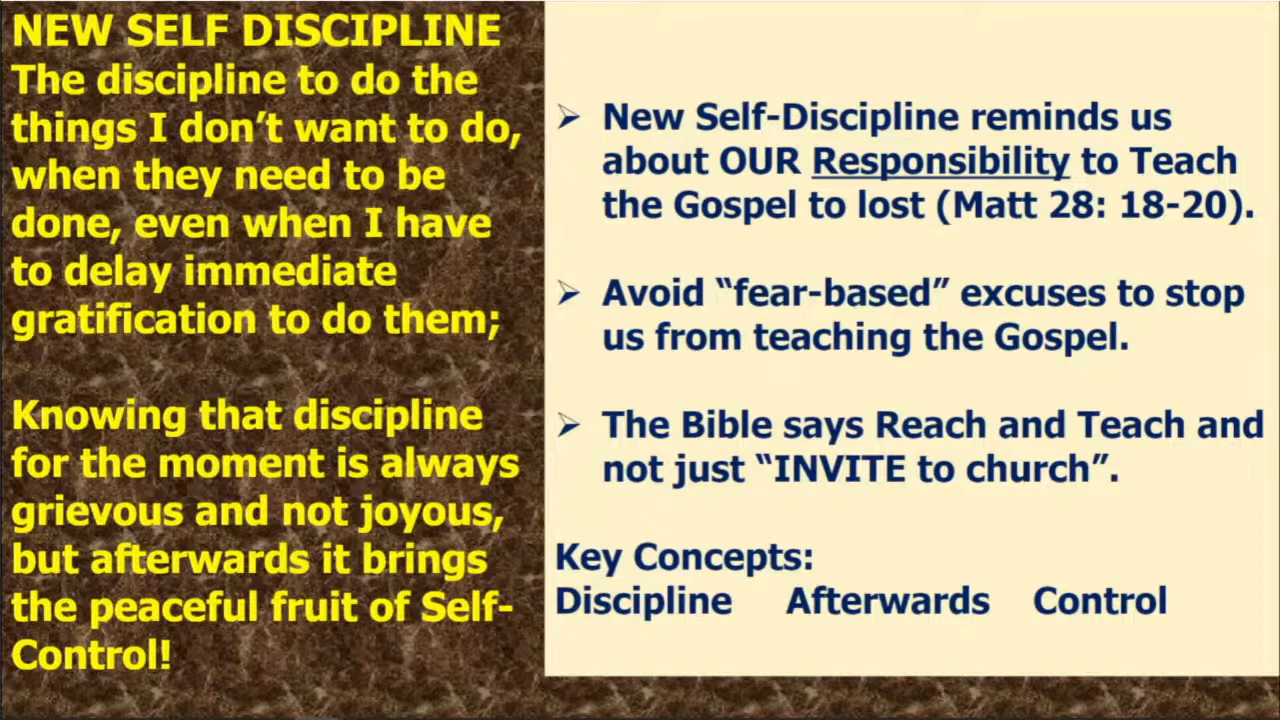 NEW SELF DISCIPLINE
The discipline to do the
things I don’t want to do,
when they need to be
done, even when I have
to delay immediate
gratification to do them;
Knowing that discipline
for the moment is always
grievous and not joyous,
but afterwards it brings
the peaceful fruit of Self-
Control!
➢ New Self-Discipline reminds us
about OUR Responsibility to Teach
the Gospel to lost (Matt 28: 18-20).
➢ Avoid “fear-based” excuses to stop
us from teaching the Gospel.
➢ The Bible says Reach and Teach and
not just “INVITE to church”.
Key Concepts:
Discipline Afterwards Control